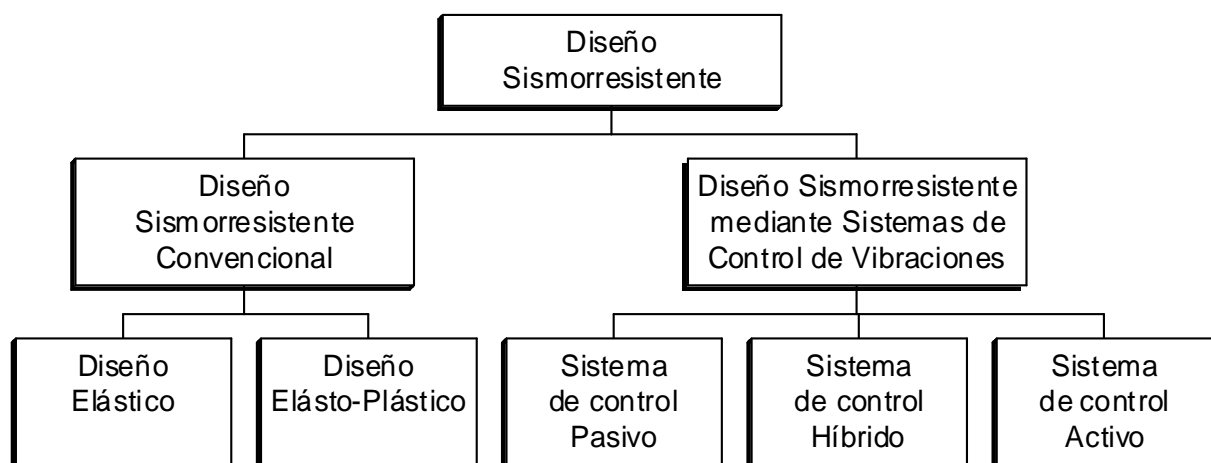 Diseño
Sismorresistente
Diseño
Sismorresistente
Convencional
Diseño Sismorresistente
mediante Sistemas de
Control de Vibraciones
Diseño
Elástico
Diseño
Elásto-Plástico
Sistema
de control
Pasivo
Sistema
de control
Híbrido
Sistema
de control
Activo